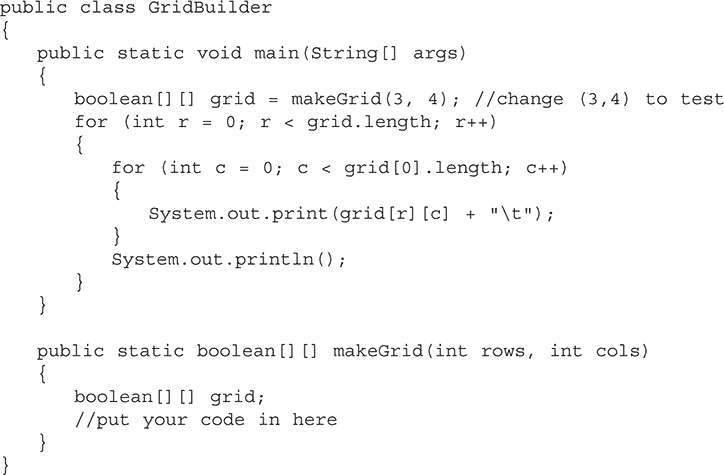 public class GridBuilder
{
public static void main(String[] args)
{
boolean[][] grid = makeGrid(3, 4); //change (3,4) to test
for (int r = 0; r < grid.length; r++)
{
for (int c = 0; c < grid[0].length; c++)
{
System.out.print(grid[r][c] + "\t");
}
System.out.println();
}
}
public static boolean[][] makeGrid(int rows, int cols)
{
boolean[][] grid;
//put your code in here
}
}